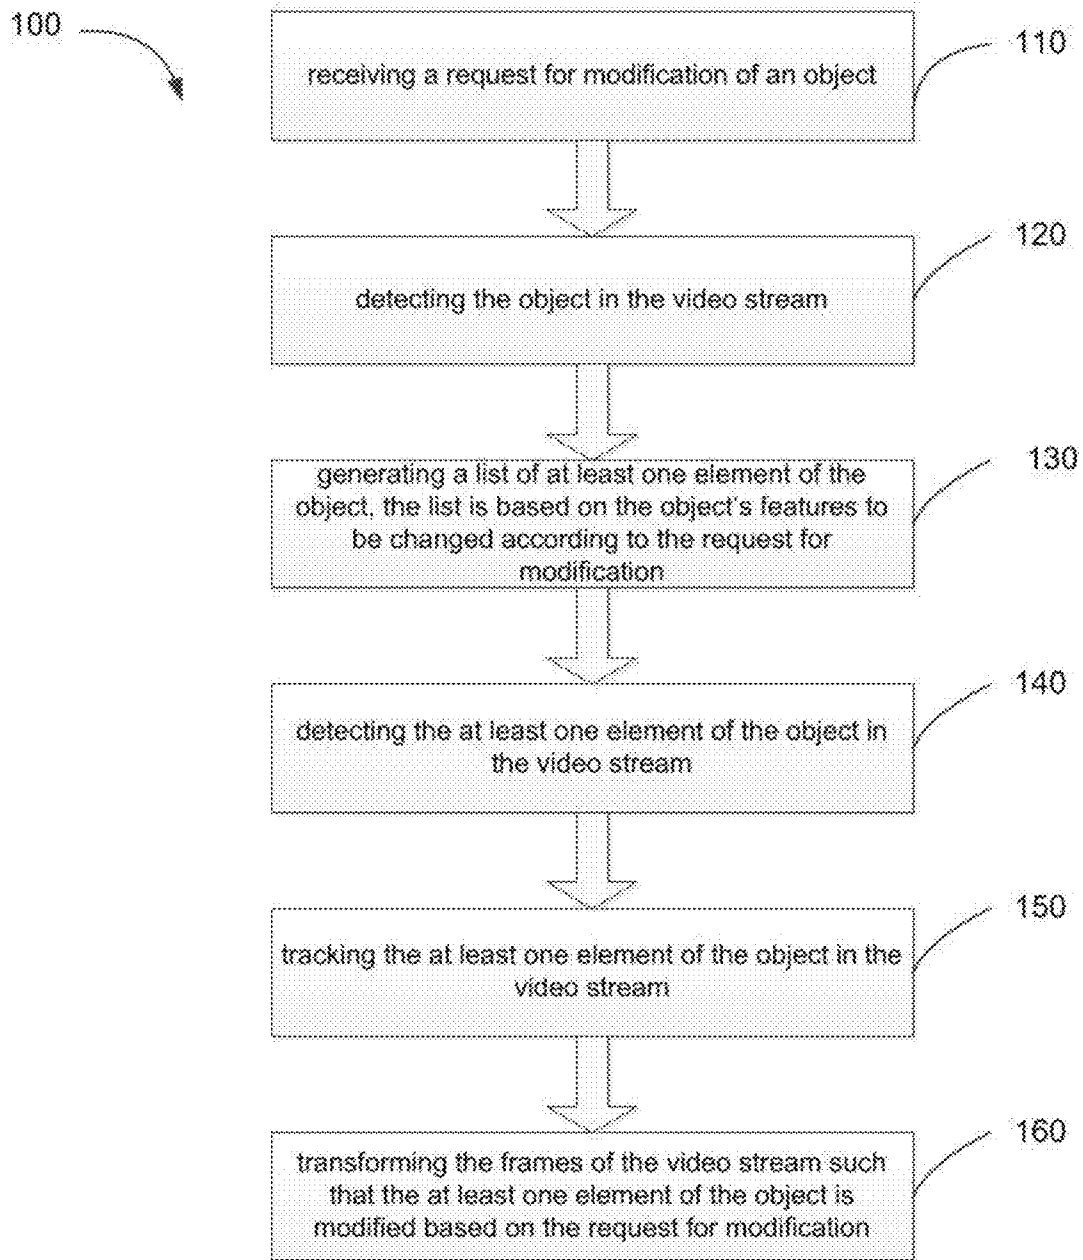 100
receiving a request for modification of an object
110
detecting the object in the video stream
120
generating a list of at least one element of the
object, the list is based on the object's features to
be changed according to the request for
modification
130
detecting the at least one element of the object in
the video stream
140
tracking the at least one element of the object in the
video stream
150
transforming the frames of the video stream such
that the at least one element of the object is
modified based on the request for modification
160